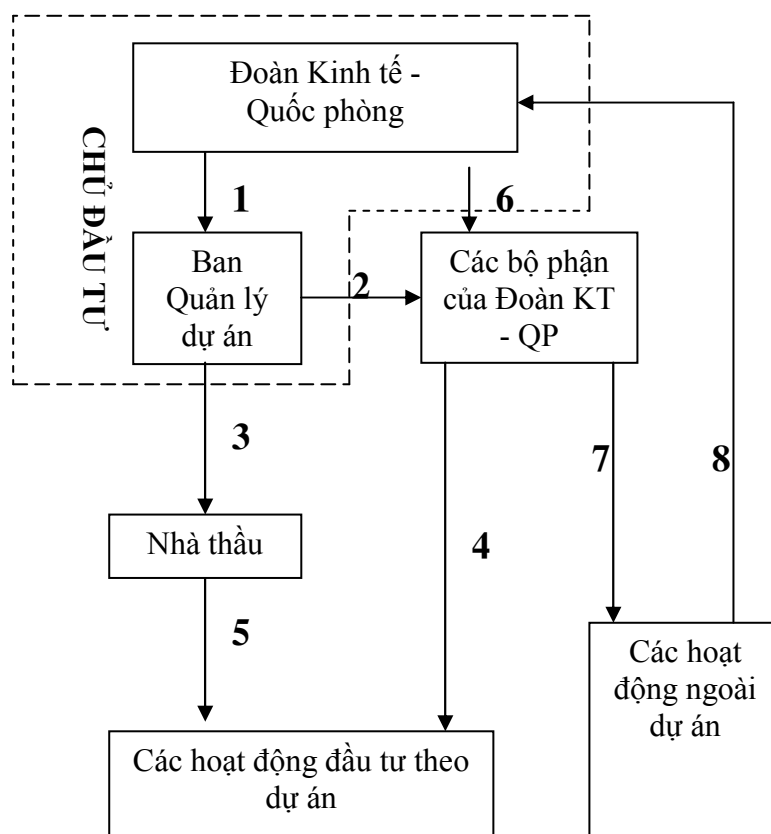 Đoàn Kinh tế -
Quốc phòng
CHỦ ĐẦU TƯ
1
6
Ban
Quản lý
dự án
2
Các bộ phận
của Đoàn KT
- QP
3
7
8
Nhà thầu
4
5
Các hoạt
động ngoài
dự án
Các hoạt động đầu tư theo
dự án